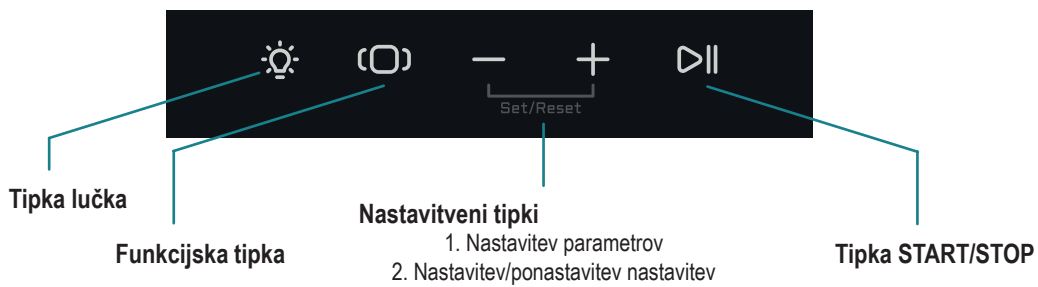 Set/Reset
Tipka lučka
Funkcijska tipka
Nastavitveni tipki
1. Nastavitev parametrov
2. Nastavitev/ponastavitev nastavitev
Tipka START/STOP